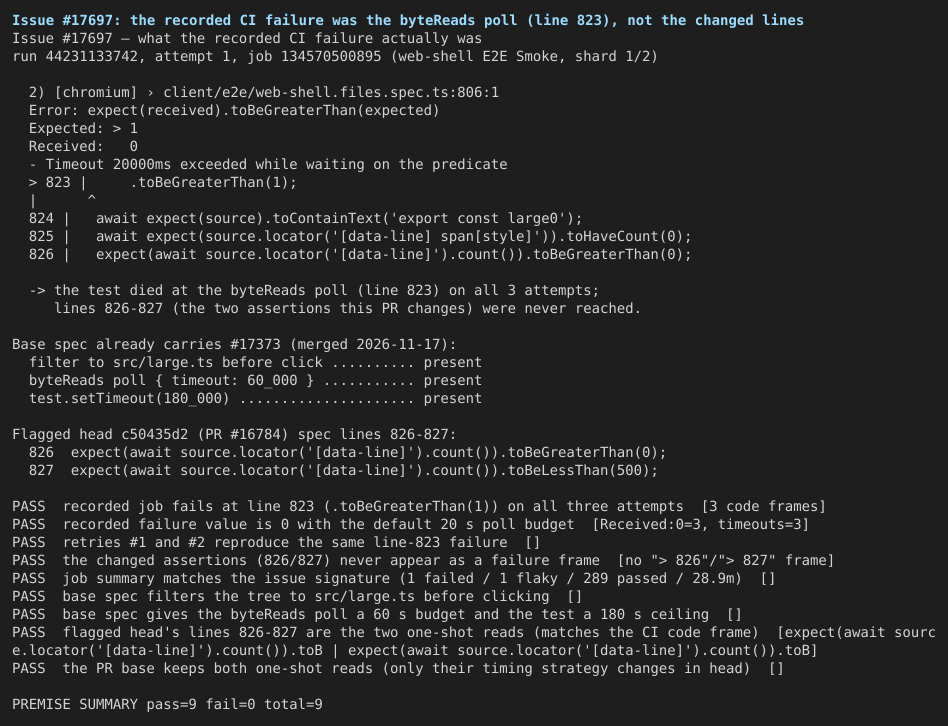 Issue #17697: the recorded CI failure was the byteReads poll (line 823), not the changed lines
Issue #17697 — what the recorded CI failure actually was
run 44231133742, attempt 1, job 134570500895 (web-shell E2E Smoke, shard 1/2)

  2) [chromium] › client/e2e/web-shell.files.spec.ts:806:1
  Error: expect(received).toBeGreaterThan(expected)
  Expected: > 1
  Received:   0
  - Timeout 20000ms exceeded while waiting on the predicate
  > 823 |     .toBeGreaterThan(1);
  |      ^
  824 |   await expect(source).toContainText('export const large0');
  825 |   await expect(source.locator('[data-line] span[style]')).toHaveCount(0);
  826 |   expect(await source.locator('[data-line]').count()).toBeGreaterThan(0);

  -> the test died at the byteReads poll (line 823) on all 3 attempts;
     lines 826-827 (the two assertions this PR changes) were never reached.

Base spec already carries #17373 (merged 2026-11-17):
  filter to src/large.ts before click .......... present
  byteReads poll { timeout: 60_000 } ........... present
  test.setTimeout(180_000) ..................... present

Flagged head c50435d2 (PR #16784) spec lines 826-827:
  826  expect(await source.locator('[data-line]').count()).toBeGreaterThan(0);
  827  expect(await source.locator('[data-line]').count()).toBeLessThan(500);

PASS  recorded job fails at line 823 (.toBeGreaterThan(1)) on all three attempts  [3 code frames]
PASS  recorded failure value is 0 with the default 20 s poll budget  [Received:0=3, timeouts=3]
PASS  retries #1 and #2 reproduce the same line-823 failure  []
PASS  the changed assertions (826/827) never appear as a failure frame  [no "> 826"/"> 827" frame]
PASS  job summary matches the issue signature (1 failed / 1 flaky / 289 passed / 28.9m)  []
PASS  base spec filters the tree to src/large.ts before clicking  []
PASS  base spec gives the byteReads poll a 60 s budget and the test a 180 s ceiling  []
PASS  flagged head's lines 826-827 are the two one-shot reads (matches the CI code frame)  [expect(await sourc
e.locator('[data-line]').count()).toB | expect(await source.locator('[data-line]').count()).toB]
PASS  the PR base keeps both one-shot reads (only their timing strategy changes in head)  []

PREMISE SUMMARY pass=9 fail=0 total=9